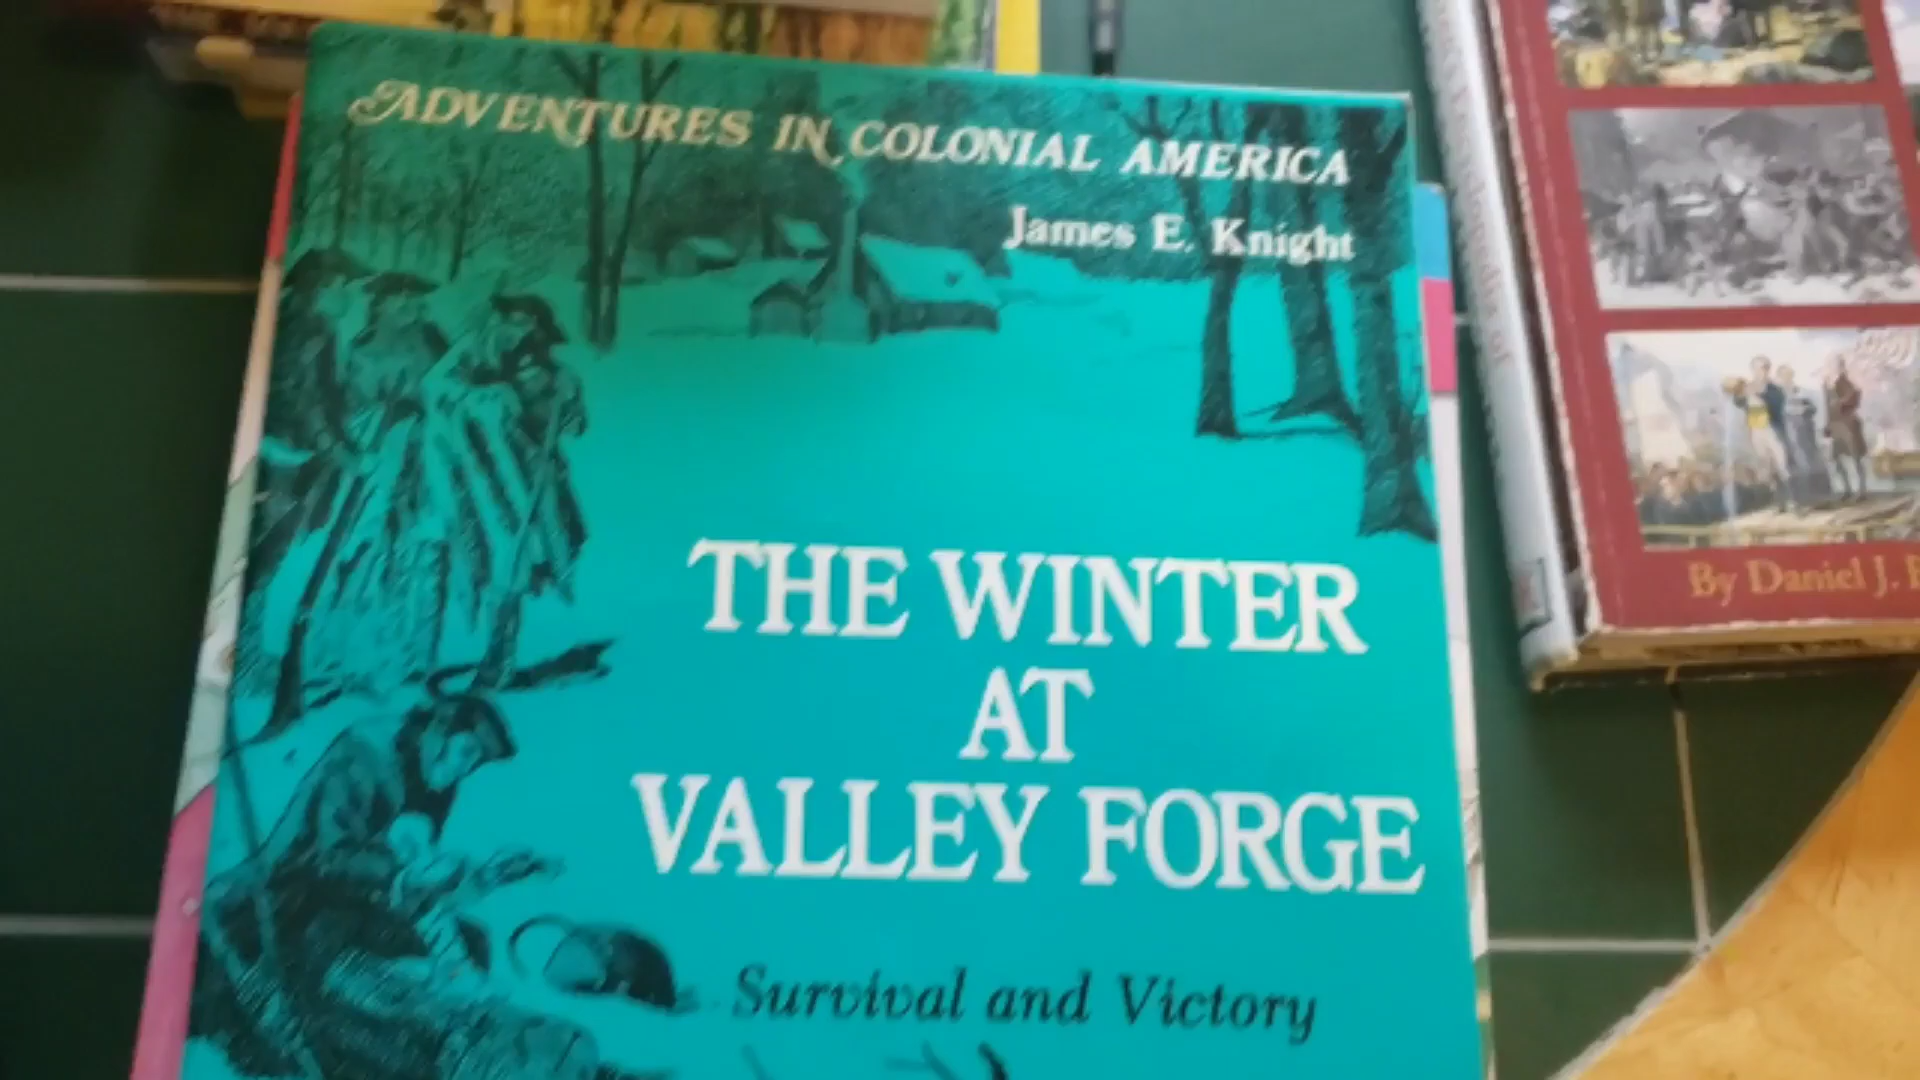 ADVENTURES IN COLONIAL AMERICA
James E. Knight
THE WINTER
AT
VALLEY FORGE
Survival and Victory
By Daniel J.